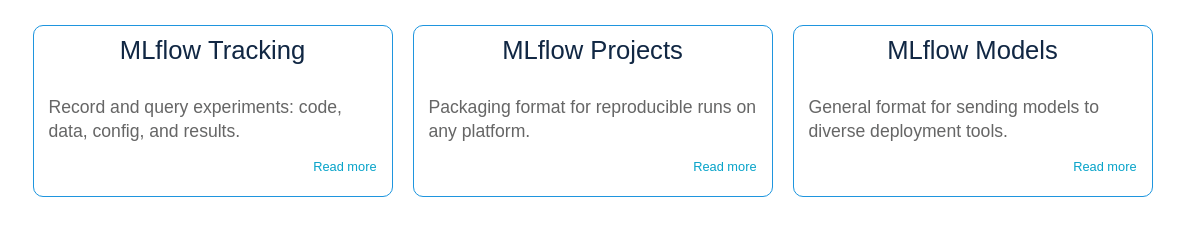 MLflow Tracking
Record and query experiments: code,
data, config, and results.
Read more
MLflow Projects
Packaging format for reproducible runs on
any platform.
Read more
MLflow Models
General format for sending models to
diverse deployment tools.
Read more